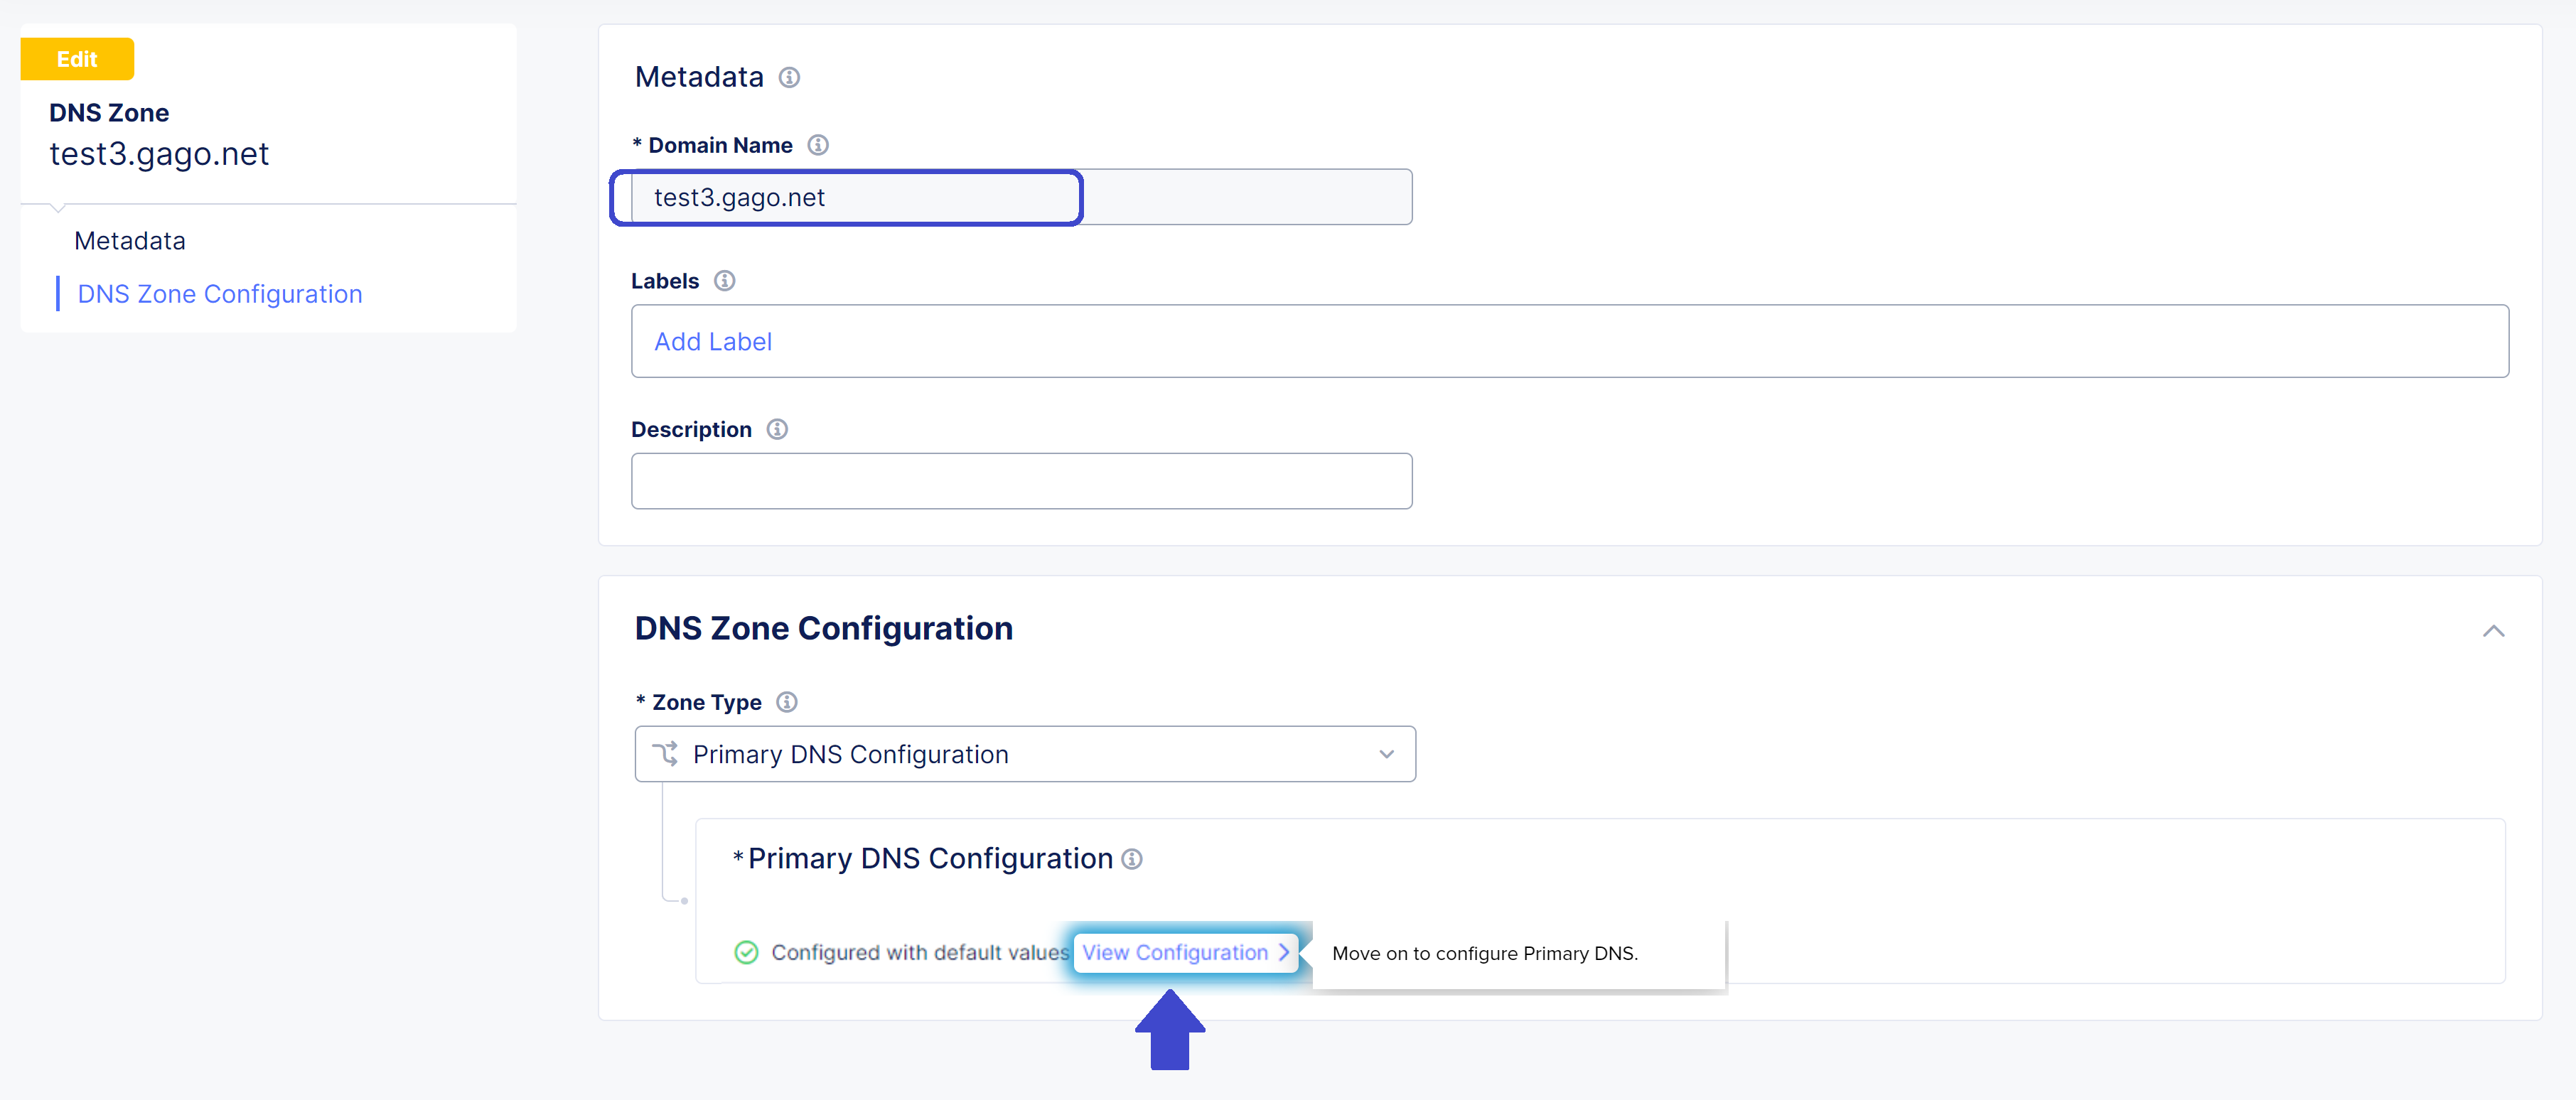 Edit
DNS Zone
test3.gago.net
Metadata
DNS Zone Configuration
Metadata
* Domain Name
test3.gago.net
Labels
Add Label
Description
DNS Zone Configuration
* Zone Type
Primary DNS Configuration
*Primary DNS Configuration
Configured with default values View Configuration
Move on to configure Primary DNS.